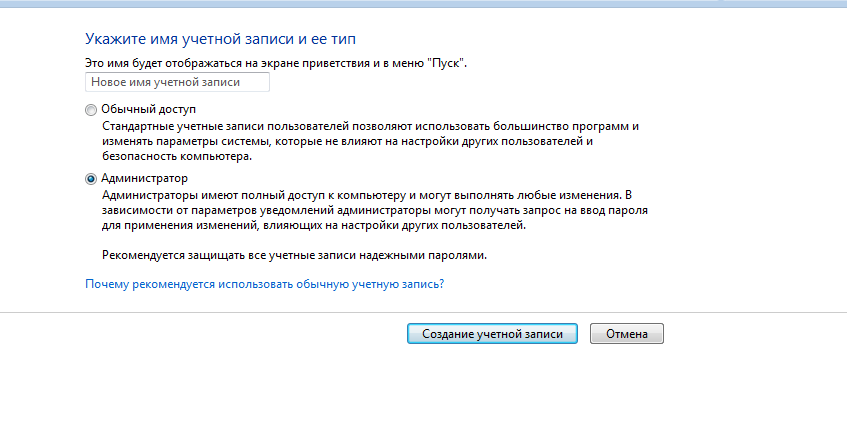 Укажите имя учетной записи и ее тип
Это имя будет отображаться на экране приветствия и в меню "Пуск".
Новое имя учетной записи
Обычный доступ
Стандартные учетные записи пользователей позволяют использовать большинство программ и
изменять параметры системы, которые не влияют на настройки других пользователей и
безопасность компьютера.
Администратор
Администраторы имеют полный доступ к компьютеру и могут выполнять любые изменения. В
зависимости от параметров уведомлений администраторы могут получать запрос на ввод пароля
для применения изменений, влияющих на настройки других пользователей.
Рекомендуется защищать все учетные записи надежными паролями.
Почему рекомендуется использовать обычную учетную запись?
Создание учетной записи
Отмена